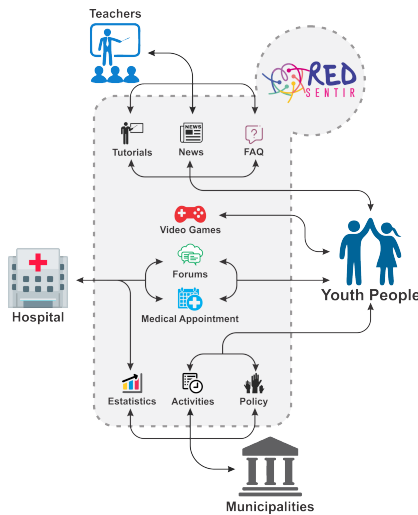 Teachers
RED
SENTIR
NEWS
Tutorials
News
FAQ
Video Games
Forums
Hospital
Medical Appointment
Youth People
Estatistics
Activities
Policy
Municipalities